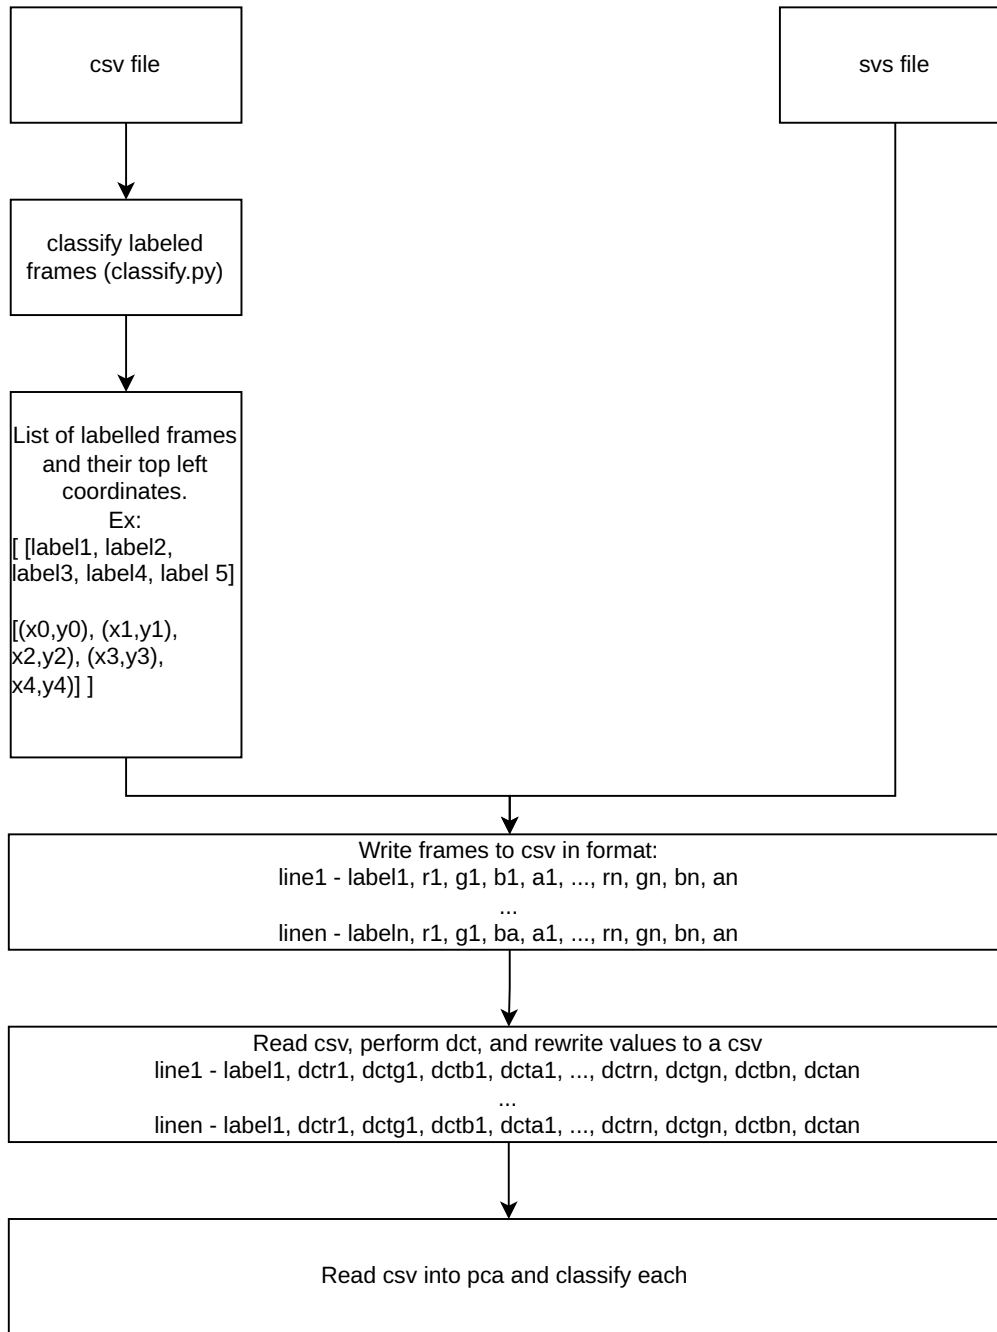 csv file
svs file
classify labeled
frames (classify.py)
List of labelled frames
and their top left
coordinates.
Ex:
[ [label1, label2,
label3, label4, label 5]
[(x0,y0), (x1,y1),
x2,y2), (x3,y3),
x4,y4)] ]
Write frames to csv in format:
line1 - label1, r1, g1, b1, a1, ..., rn, gn, bn, an
...
linen - labeln, r1, g1, ba, a1, ..., rn, gn, bn, an
Read csv, perform dct, and rewrite values to a csv
line1 - label1, dctr1, dctg1, dctb1, dcta1, ..., dctrn, dctgn, dctbn, dctan
...
linen - label1, dctr1, dctg1, dctb1, dcta1, ..., dctrn, dctgn, dctbn, dctan
Read csv into pca and classify each